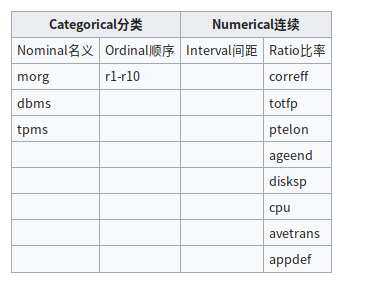 Categorical分类 Numerical连续
Nominal名义 Ordinal顺序 Interval间距 Ratio比率
morg r1-r10 correff
dbms totfp
tpms ptelon
ageend
disksp
cpu
avetrans
appdef